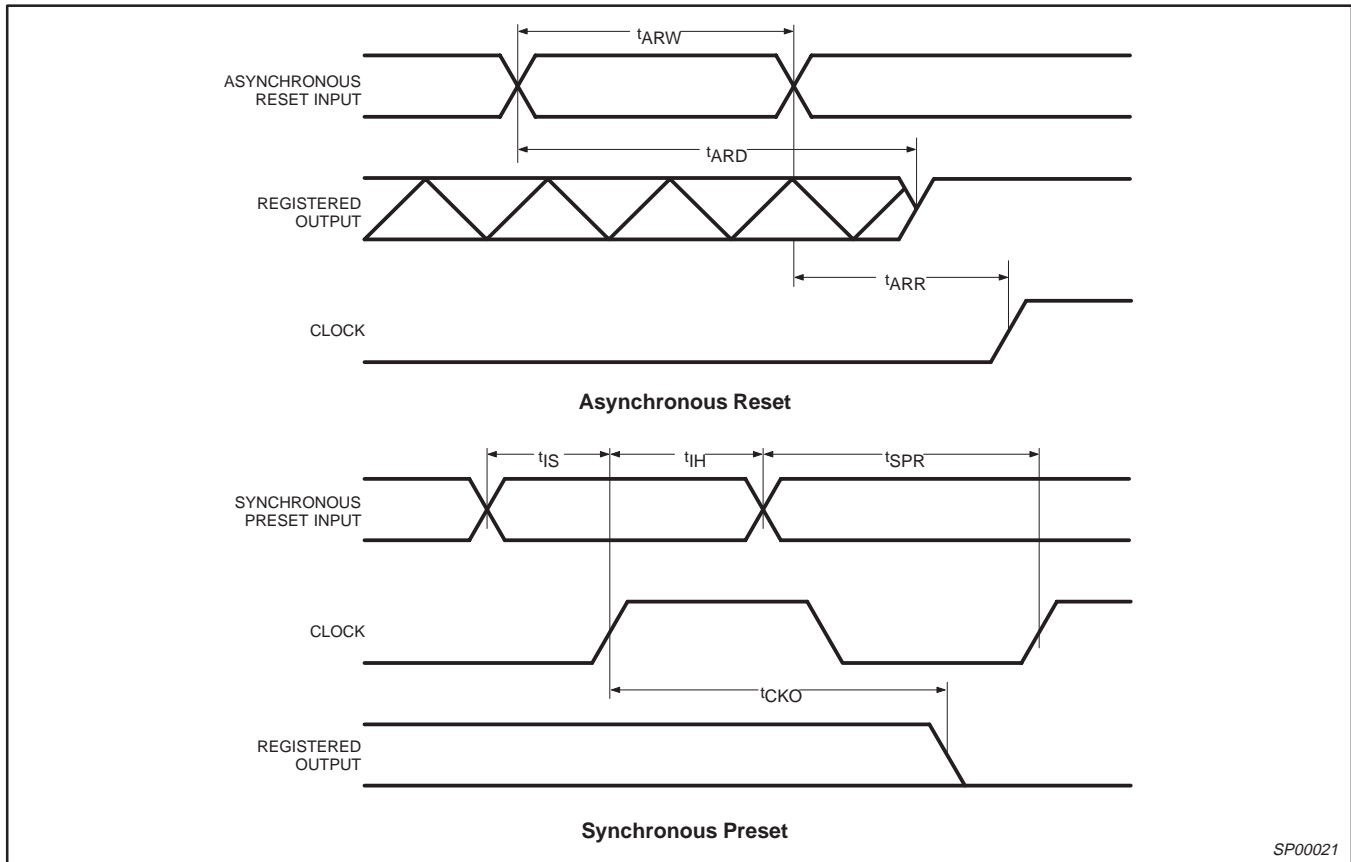 tARW
ASYNCHRONOUS
RESET INPUT
tARD
REGISTERED
OUTPUT
tARR
CLOCK
Asynchronous Reset
tIS
tIH
tSPR
SYNCHRONOUS
PRESET INPUT
CLOCK
tCKO
REGISTERED
OUTPUT
Synchronous Preset
SP00021